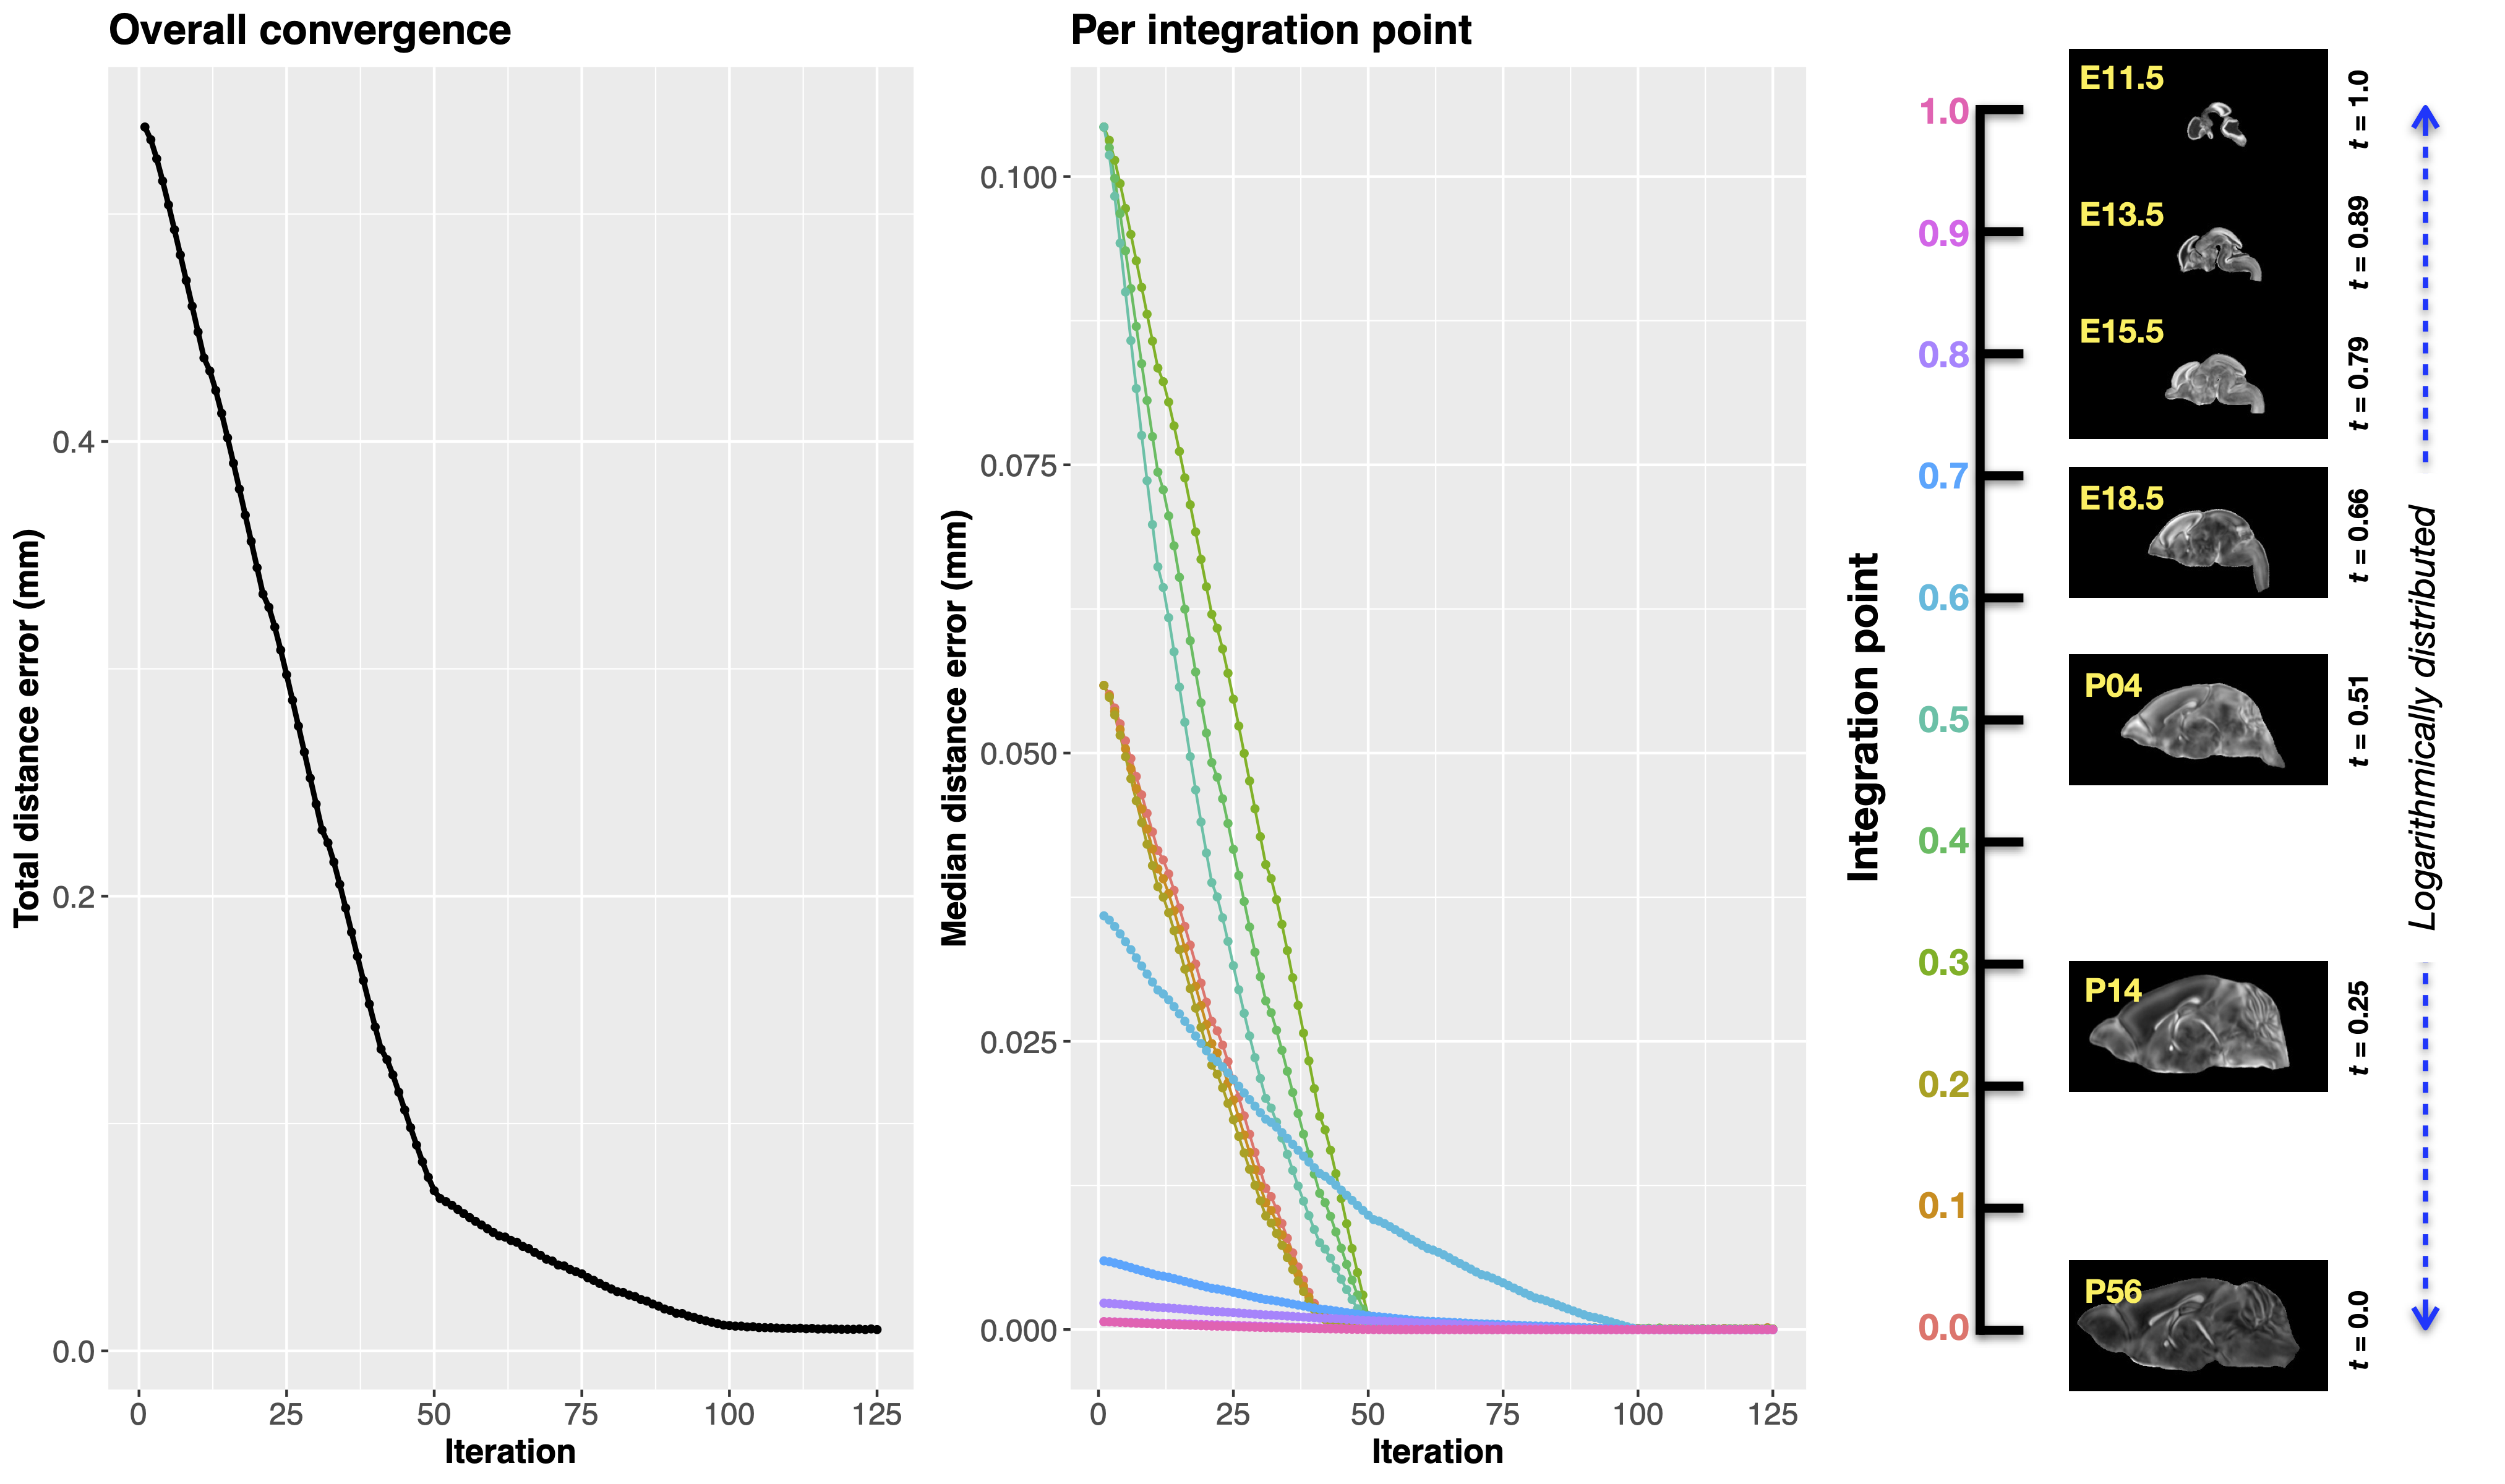 Overall convergence
Total distance error (mm)
0.4
0.2
0.0
0 25 50 75 100 125
Iteration
Per integration point
Median distance error (mm)
0.100
0.075
0.050
0.025
0.000
0 25 50 75 100 125
Iteration
Integration point
1.0
0.9
0.8
0.7
0.6
0.5
0.4
0.3
0.2
0.1
0.0
E11.5
t = 1.0
E13.5
t = 0.89
E15.5
t = 0.79
E18.5
t = 0.66
P04
t = 0.51
P14
t = 0.25
P56
t = 0.0
Logarithmically distributed